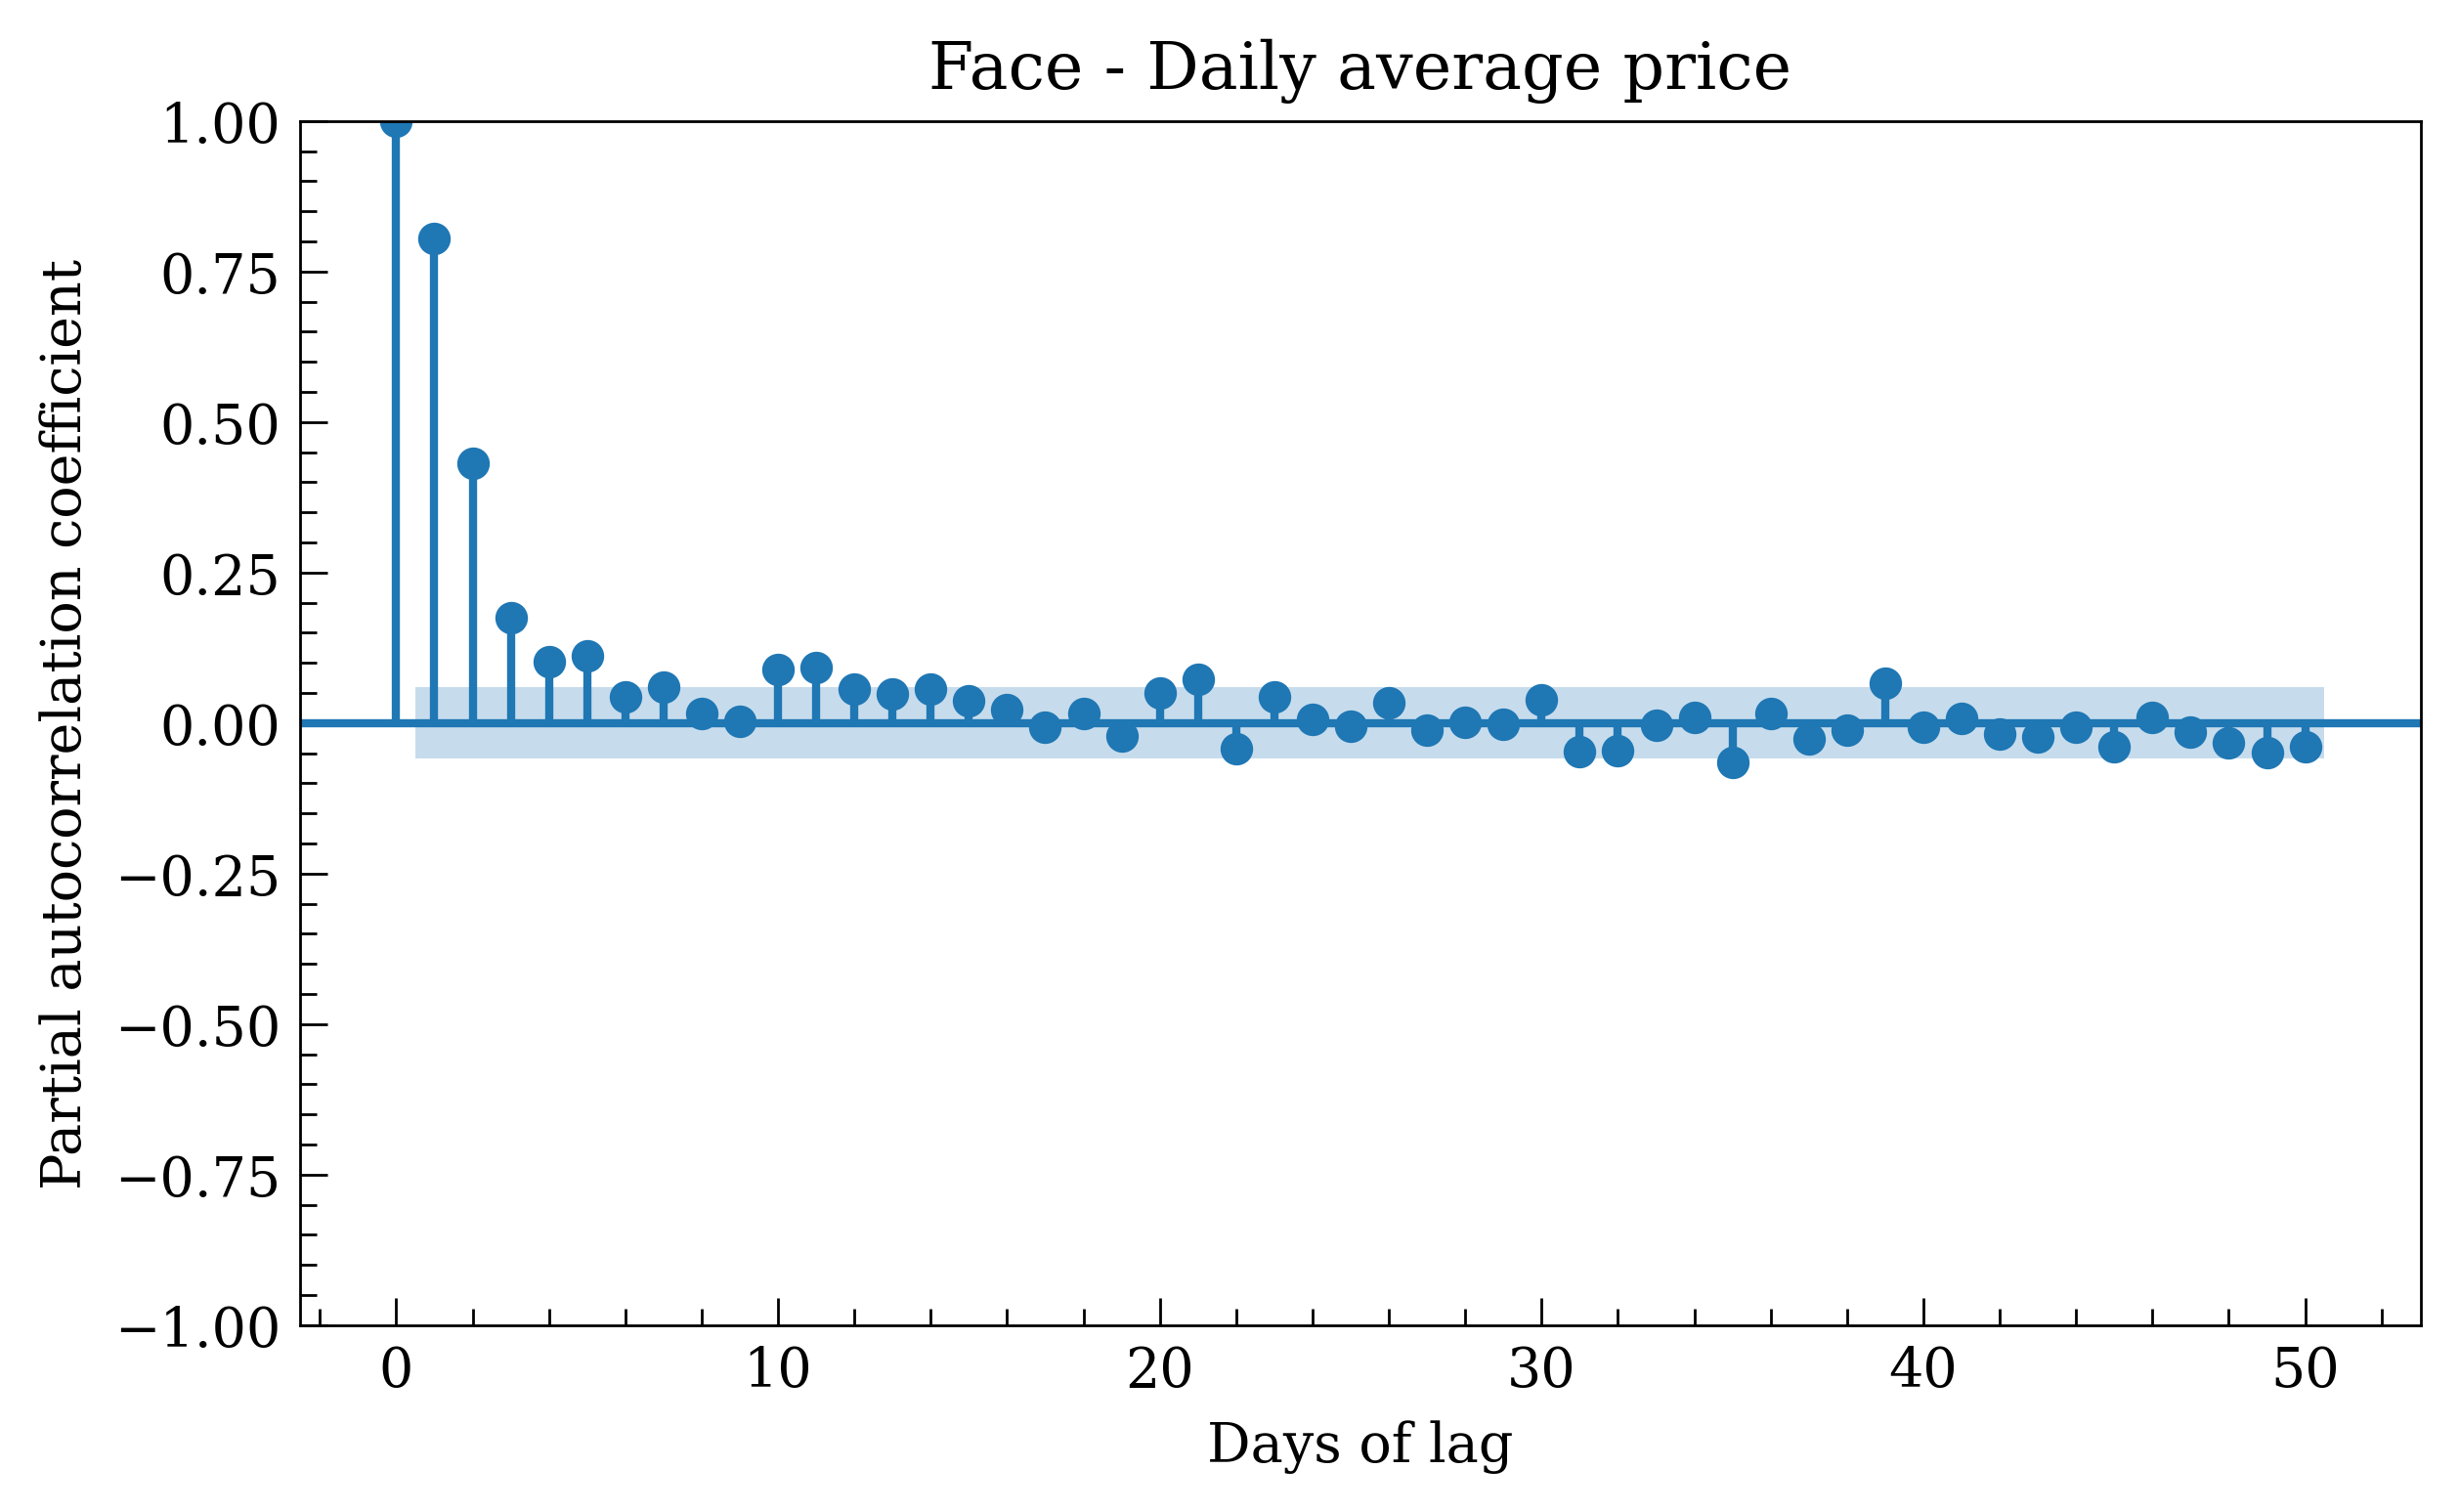 Face - Daily average price
Partial autocorrelation coefficient
1.00
0.75
0.50
0.25
0.00
−0.25
−0.50
−0.75
−1.00
0 10 20 30 40 50
Days of lag